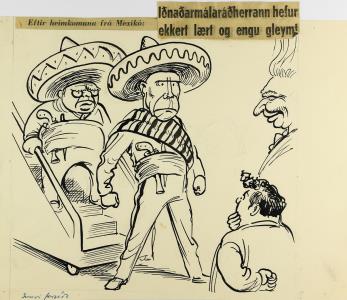 Eftir heimkomuna frá Mexikó:
Iðnaðarmálaráðherrann hefur
ekkert lært og engu gleymt